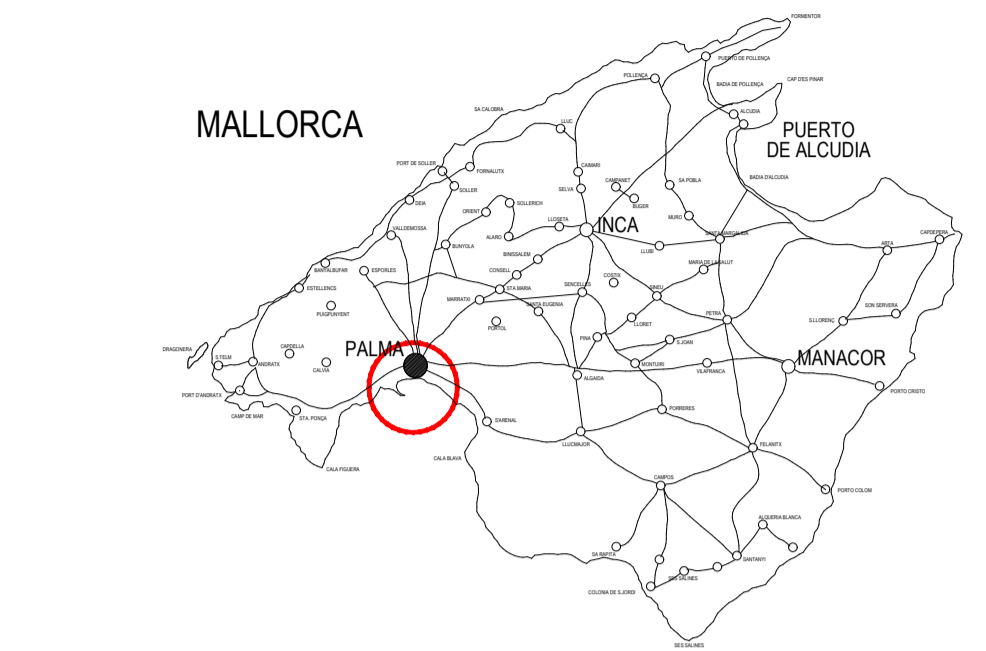 FORMENTOR
PUERTO DE POLLENÇA
POLLENÇA
CAP D'ES PINAR
BADIA DE POLLENÇA
SA CALOBRA
MALLORCA
ALCUDIA
LLUC
PUERTO
DE ALCUDIA
PORT DE SOLLER
FORNALUTX
CAIMARI
BADIA D'ALCUDIA
CAMPANET
SA POBLA
SOLLER
SELVA
DEIA
SOLLERICH
BUGER
ORIENT
MURO
LLOSETA
INCA
VALLDEMOSSA
ALARO
SANTA MARGALIDA
CAPDEPERA
BUNYOLA
ARTA
LLUBI
BINISSALEM
MARIA DE LA SALUT
BANYALBUFAR
ESPORLES
CONSELL
COSTIX
SENCELLES
ESTELLENCS
STA.MARIA
SINEU
MARRATXI
SANTA EUGENIA
SON SERVERA
PUIGPUNYENT
PETRA
PORTOL
LLORET
S.LLORENÇ
PINA
S.JOAN
DRAGONERA
CAPDELLA
PALMA
S.TELM
ANDRATX
CALVIA
MONTUIRI
MANACOR
VILAFRANCA
ALGAIDA
PORTO CRISTO
PORT D'ANDRATX
PORRERES
CAMP DE MAR
STA. PONÇA
S'ARENAL
LLUCMAJOR
FELANITX
CALA BLAVA
CALA FIGUERA
CAMPOS
PORTO COLOM
ALQUERIA BLANCA
SA RAPITA
SANTANYI
SES SALINES
COLONIA DE S.JORDI
SES SALINES